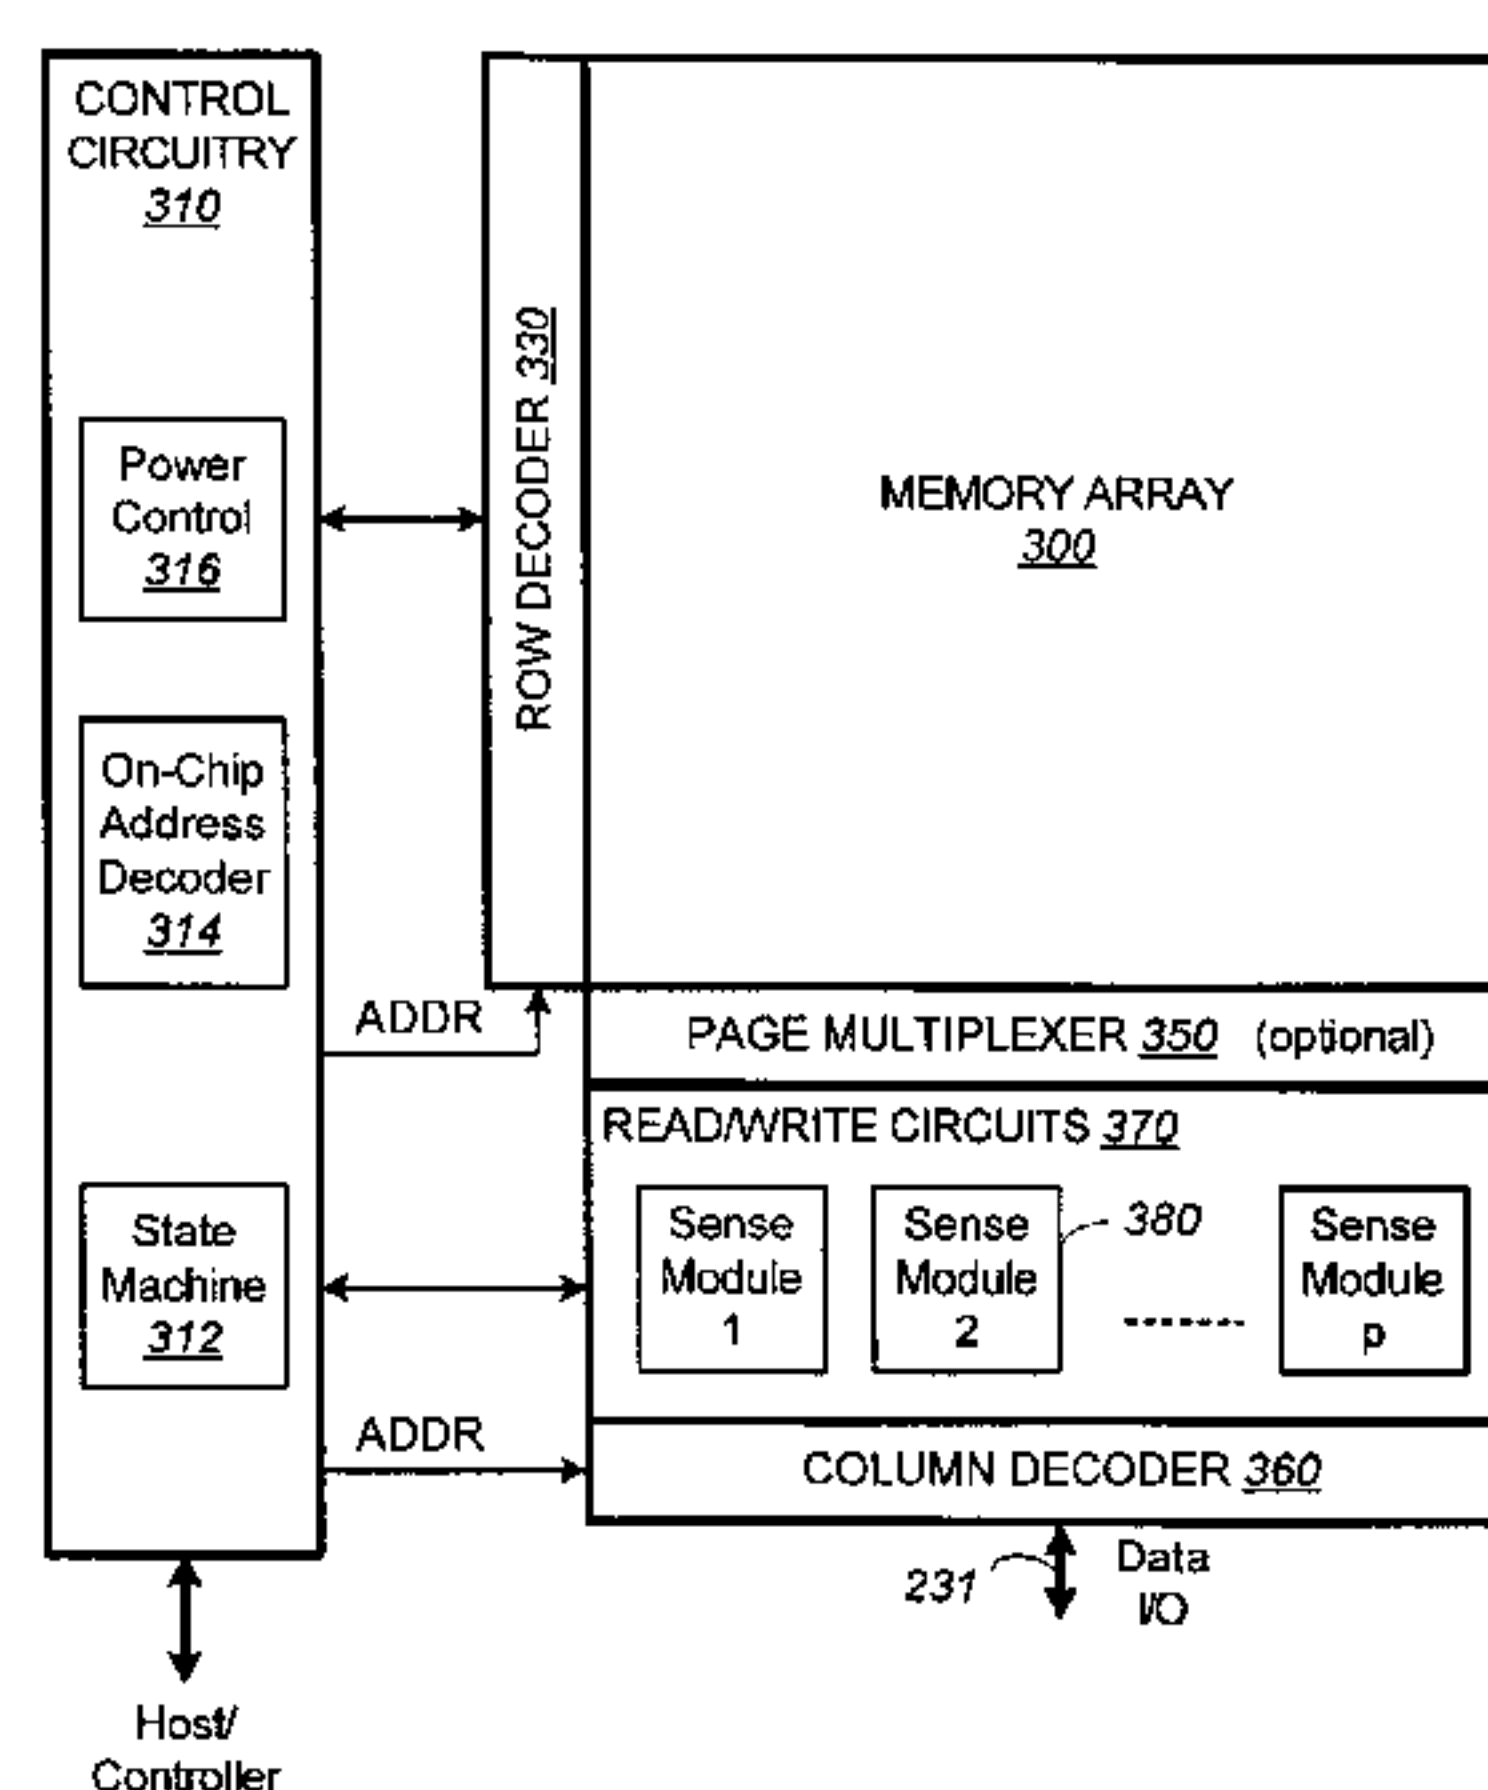 CONTROL
CIRCUITRY
310
Power
Control
316
On-Chip
Address
Decoder
314
State
Machine
312
Host/
Controller
ADDR
ADDR
ROW DECODER 330
MEMORY ARRAY
300
PAGE MULTIPLEXER 350 (optional)
READ/WRITE CIRCUITS 370
Sense
Module
1
Sense
Module
2
380
Sense
Module
p
COLUMN DECODER 360
231
Data
I/O